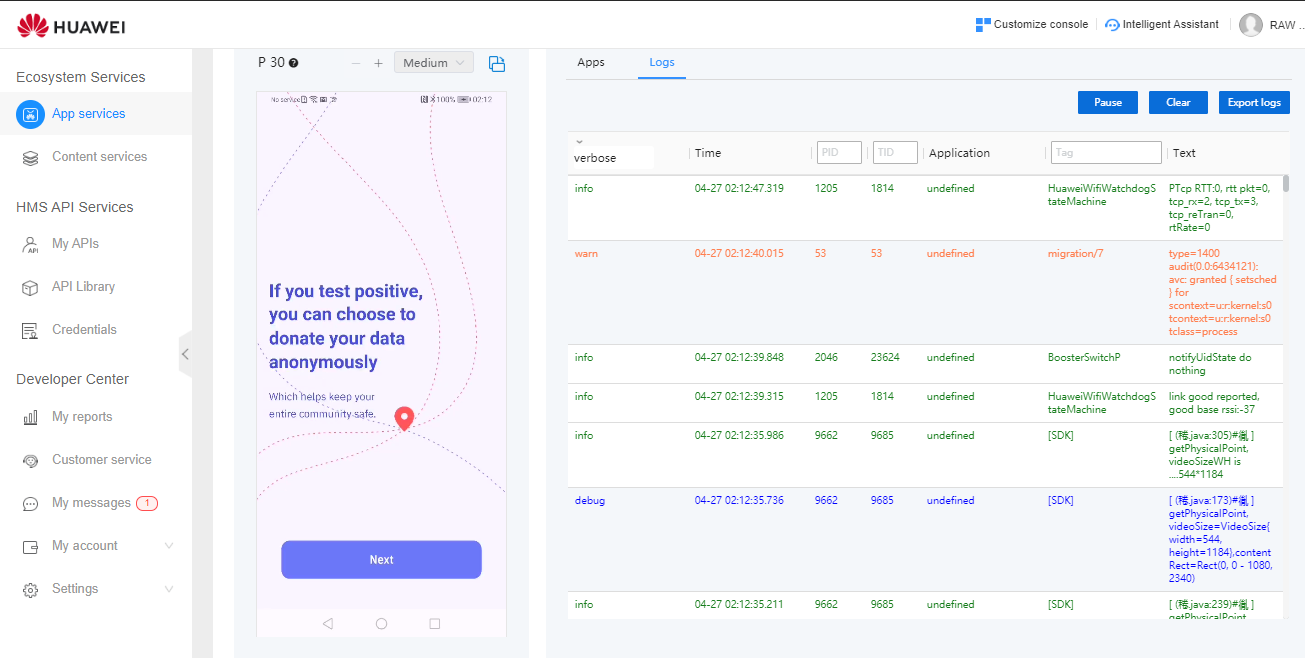 HUAWEI
Customize console
Intelligent Assistant
RAW ..
Ecosystem Services
App services
Content services
HMS API Services
My APIs
API Library
Credentials
Developer Center
My reports
Customer service
My messages 1
My account
Settings
P 30
Medium
100% 02:12
If you test positive,
you can choose to
donate your data
anonymously
Which helps keep your
entire community safe.
Next
Apps
Logs
Pause
Clear
Export logs
verbose
Time
PID
TID
Application
Tag
Text
info
04-27 02:12:47.319
1205
1814
undefined
HuaweiWifiWatchdogS
tateMachine
PTcp RTT:0, rtt pkt=0,
tcp_rx=2, tcp_tx=3,
tcp_reTran=0,
rtRate=0
warn
04-27 02:12:40.015
53
53
undefined
migration/7
type=1400
audit(0.0:6434121):
avc: granted { setsched
} for
scontext=u:r:kernel:s0
tcontext=u:r:kernel:s0
tclass=process
info
04-27 02:12:39.848
2046
23624
undefined
BoosterSwitchP
notifyUidState do
nothing
info
04-27 02:12:39.315
1205
1814
undefined
HuaweiWifiWatchdogS
tateMachine
link good reported,
good base rssi:-37
info
04-27 02:12:35.986
9662
9685
undefined
[SDK]
.java:305)#
getPhysicalPoint,
videoSizeWH is
....544*1184
debug
04-27 02:12:35.736
9662
9685
undefined
[SDK]
.java:173)#
getPhysicalPoint,
videoSize=VideoSize{
width=544,
height=1184},content
Rect=Rect(0, 0 - 1080,
2340)
info
04-27 02:12:35.211
9662
9685
undefined
[SDK]
.java:239)#
getPhysicalPoint